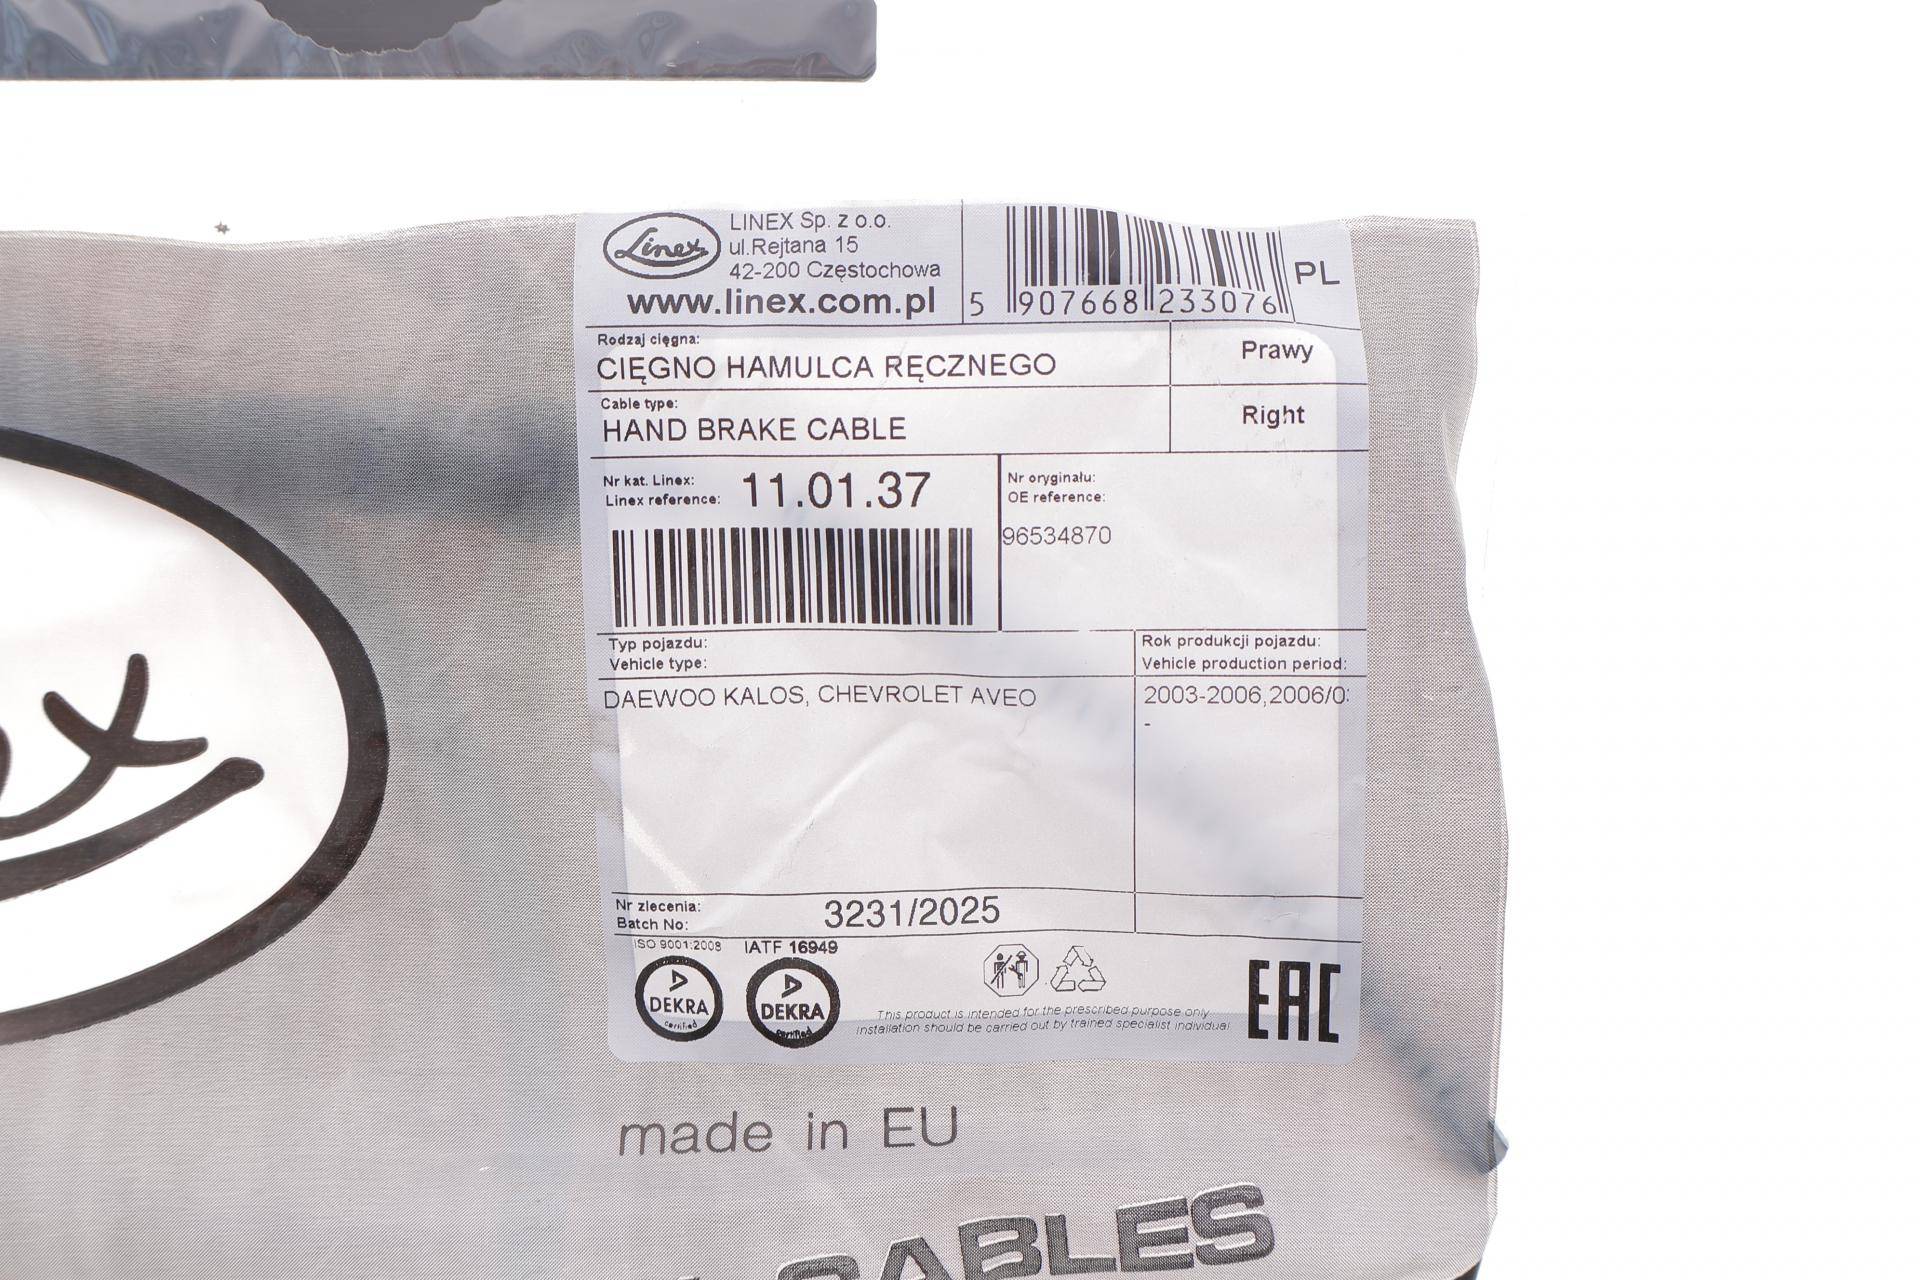 Linex
LINEX Sp. z o.o.
ul.Rejtana 15
42-200 Częstochowa
www.linex.com.pl
5 907668 233076
PL
Rodzaj cięgna:
CIĘGNO HAMULCA RĘCZNEGO
Prawy
Cable type:
HAND BRAKE CABLE
Right
Nr kat. Linex:
Linex reference:
11.01.37
Nr oryginału:
OE reference:
96534870
Typ pojazdu:
Vehicle type:
Rok produkcji pojazdu:
Vehicle production period:
DAEWOO KALOS, CHEVROLET AVEO
2003-2006,2006/0
-
Nr zlecenia:
Batch No:
3231/2025
ISO 9001:2008
IATF 16949
DEKRA
certified
DEKRA
certified
This product is intended for the prescribed purpose only
installation should be carried out by trained specialist individual
EAC
made in EU
CABLES